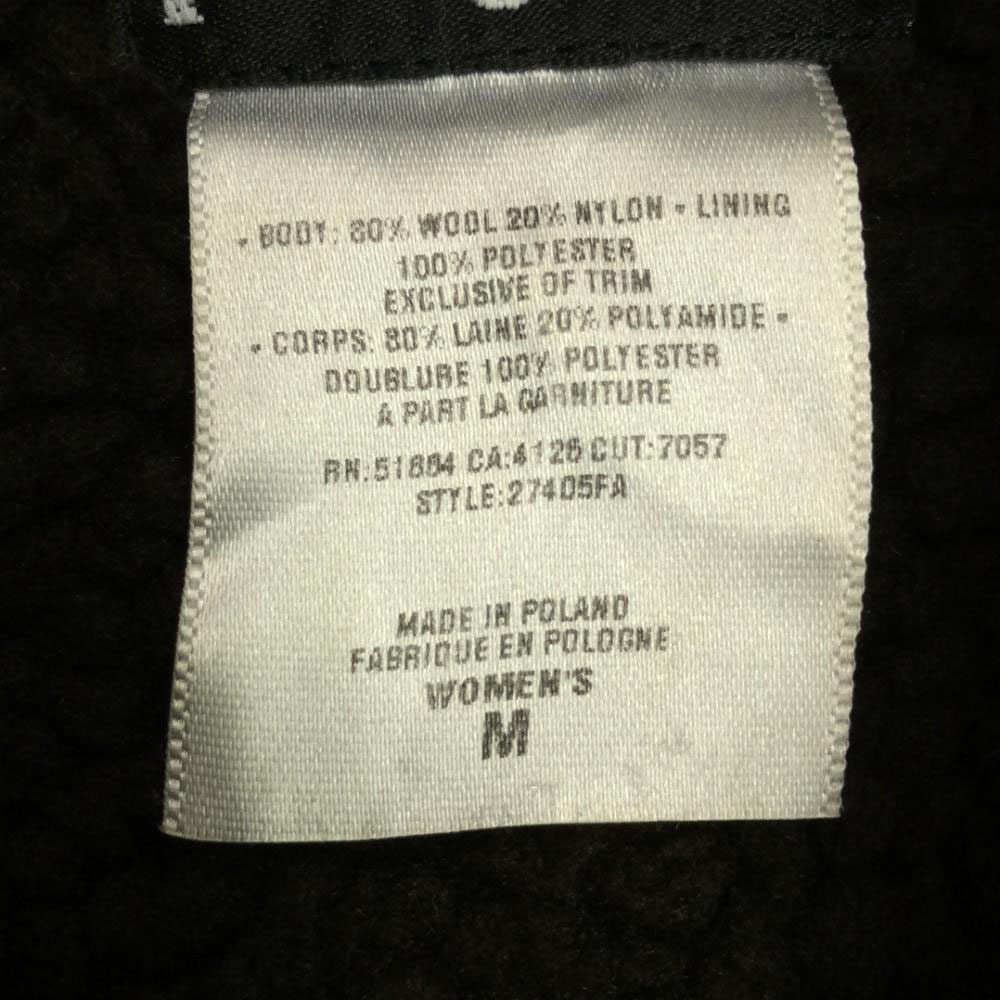 - BODY: 80% WOOL 20% NYLON - LINING
100% POLYESTER
EXCLUSIVE OF TRIM
- CORPS: 80% LAINE 20% POLYAMIDE -
DOUBLURE 100% POLYESTER
A PART LA GARNITURE
RN:51884 CA:4126 CUT:7057
STYLE:27405FA
MADE IN POLAND
FABRIQUE EN POLOGNE
WOMEN'S
M